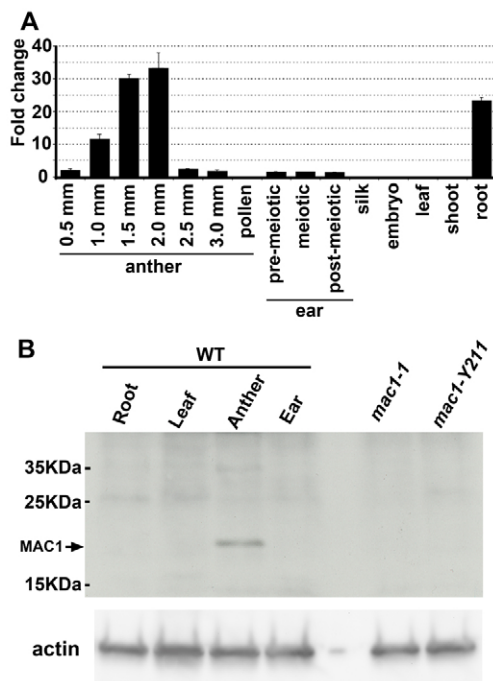 A
Fold change
40
30
20
10
0
0.5 mm
1.0 mm
1.5 mm
2.0 mm
2.5 mm
3.0 mm
pollen
pre-meiotic
meiotic
post-meiotic
silk
embryo
leaf
shoot
root
anther
ear
B
WT
Root
Leaf
Anther
Ear
mac1-1
mac1-Y211
35KDa
25KDa
MAC1
15KDa
actin